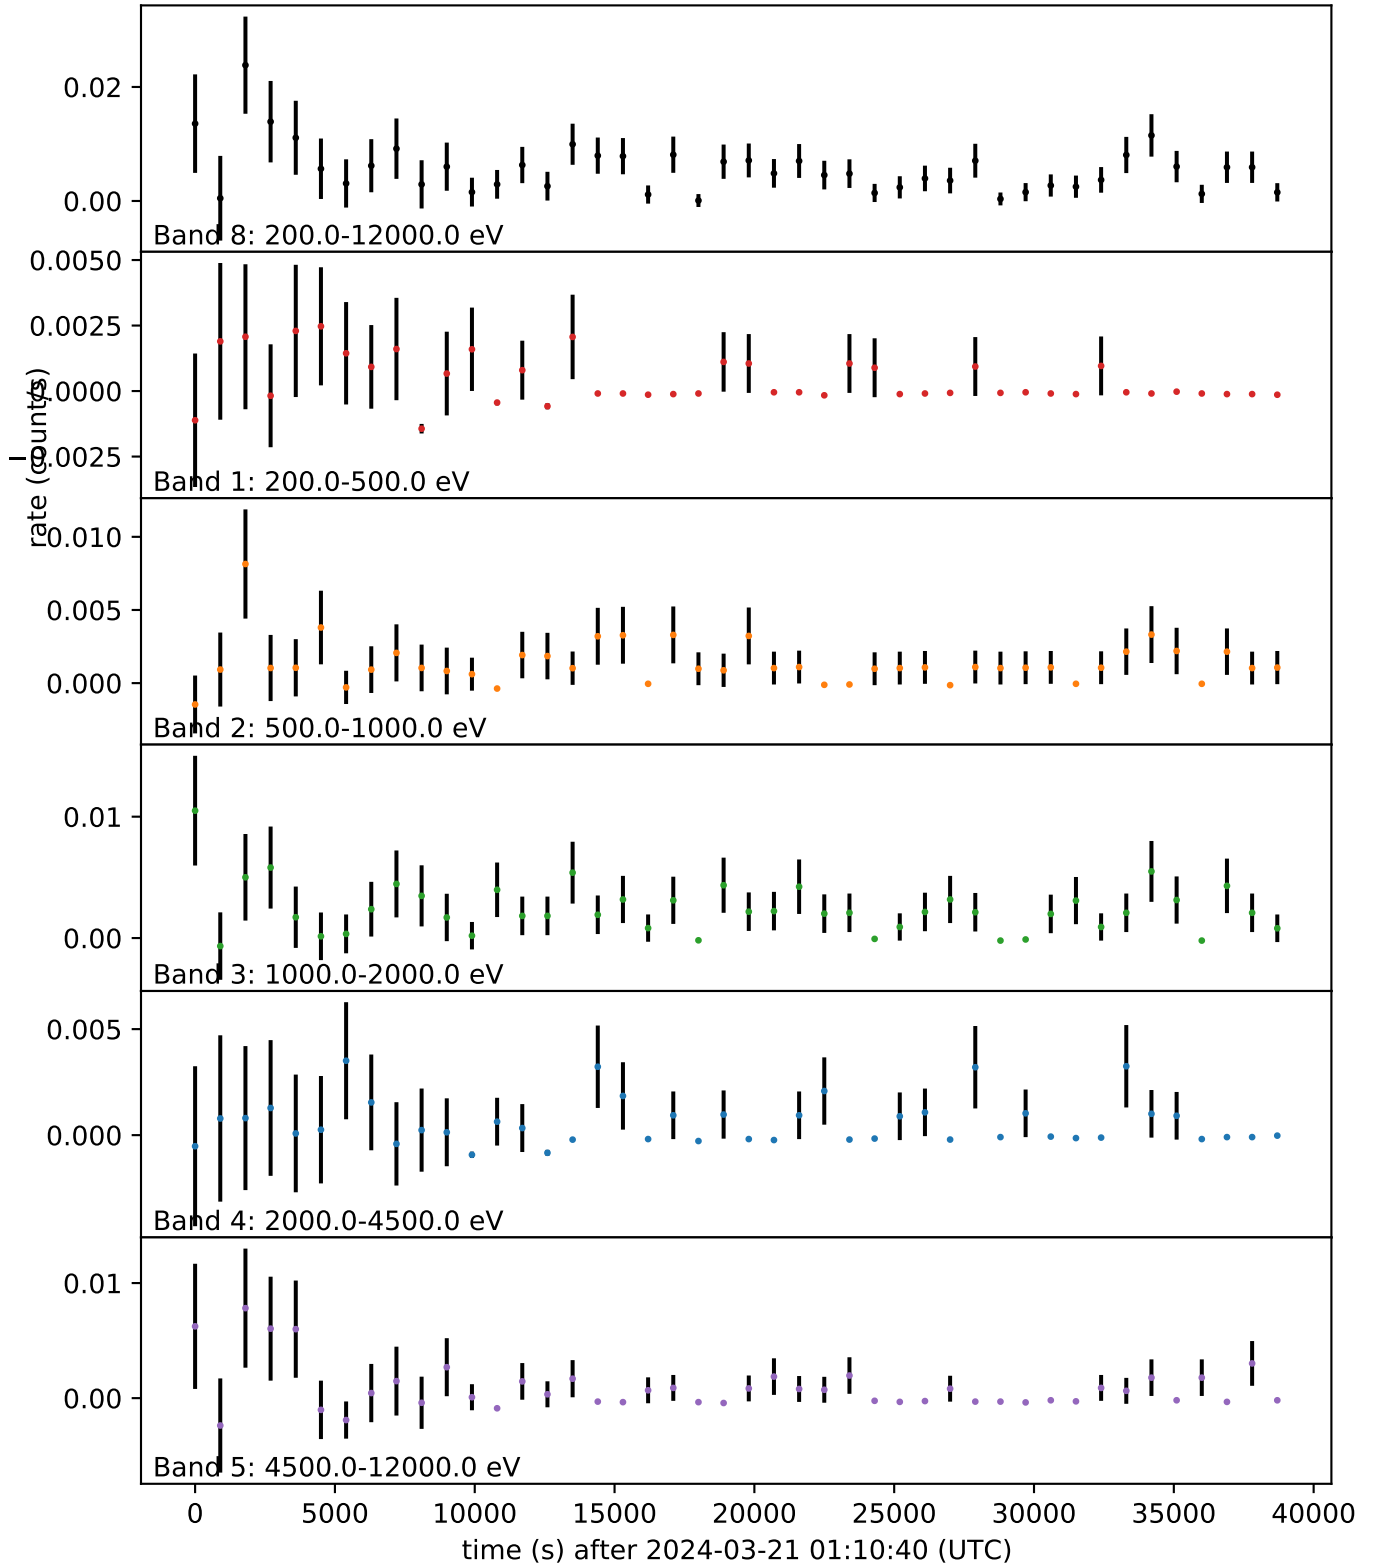 0.02
0.00
Band 8: 200.0-12000.0 eV
0.0050
0.0025
0.0000
−0.0025
Band 1: 200.0-500.0 eV
rate (count/s)
0.010
0.005
0.000
Band 2: 500.0-1000.0 eV
0.01
0.00
Band 3: 1000.0-2000.0 eV
0.005
0.000
Band 4: 2000.0-4500.0 eV
0.01
0.00
Band 5: 4500.0-12000.0 eV
0 5000 10000 15000 20000 25000 30000 35000 40000
time (s) after 2024-03-21 01:10:40 (UTC)